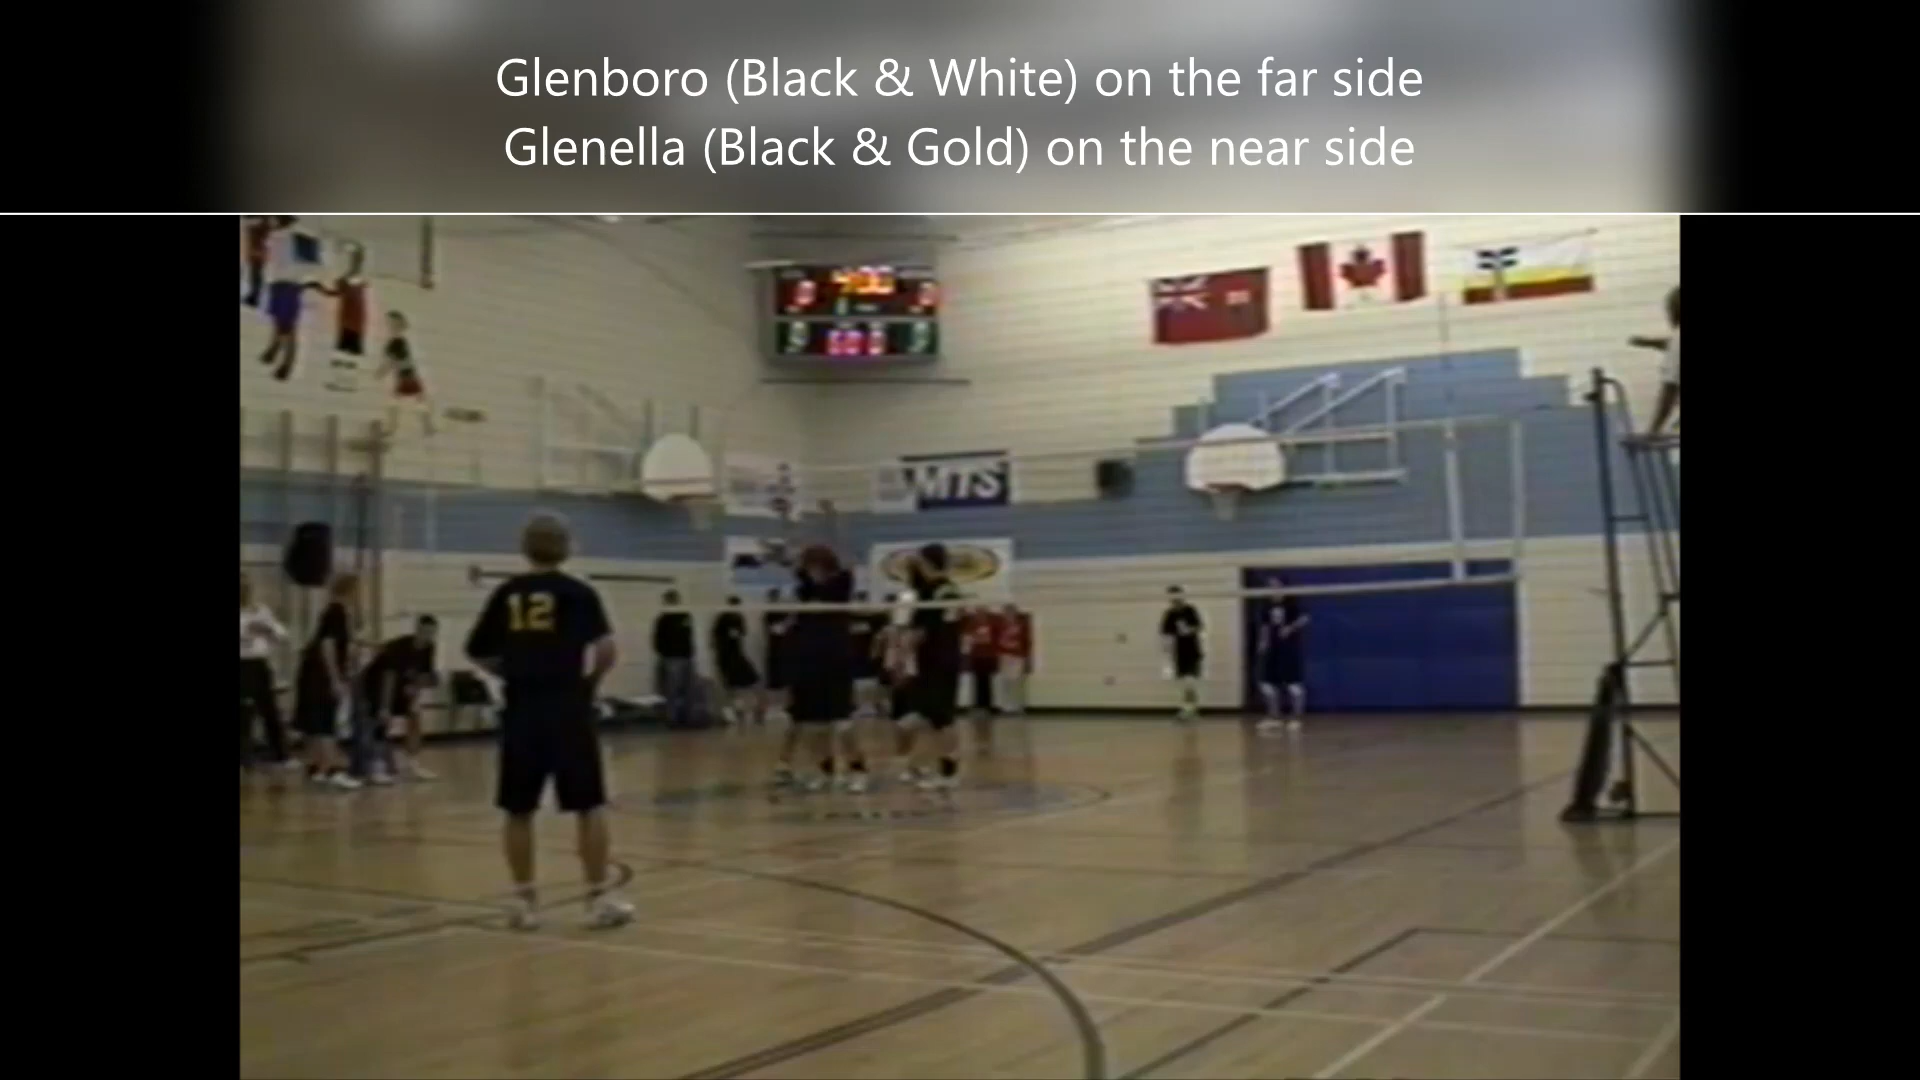 Glenboro (Black & White) on the far side
Glenella (Black & Gold) on the near side
MTS
12